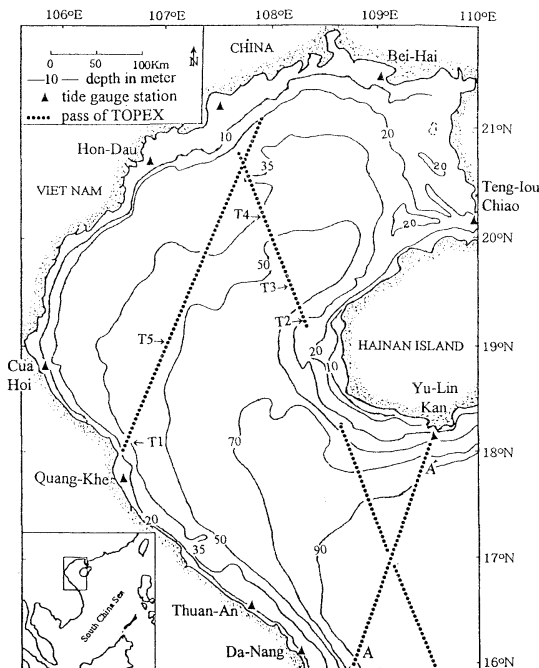 106°E 107°E 108°E 109°E 110°E
0 50 100Km
N
—10— depth in meter
▲ tide gauge station
•••••• pass of TOPEX
CHINA
Bei-Hai
10
20
21°N
Hon-Dau
35
20
VIET NAM
Teng-Iou
Chiao
T4→
20
20°N
50
T3→
T2→
T5→
20
HAINAN ISLAND
19°N
10
Cua
Hoi
Yu-Lin
Kan
←T1
70
18°N
A'
Quang-Khe
20
35
50
90
17°N
South China Sea
Thuan-An
Da-Nang
A
16°N